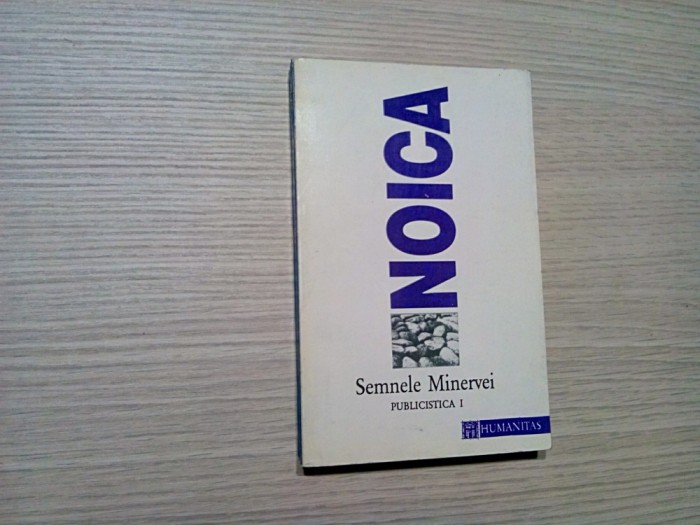 NOICA
Semnele Minervei
PUBLICISTICA I
HUMANITAS